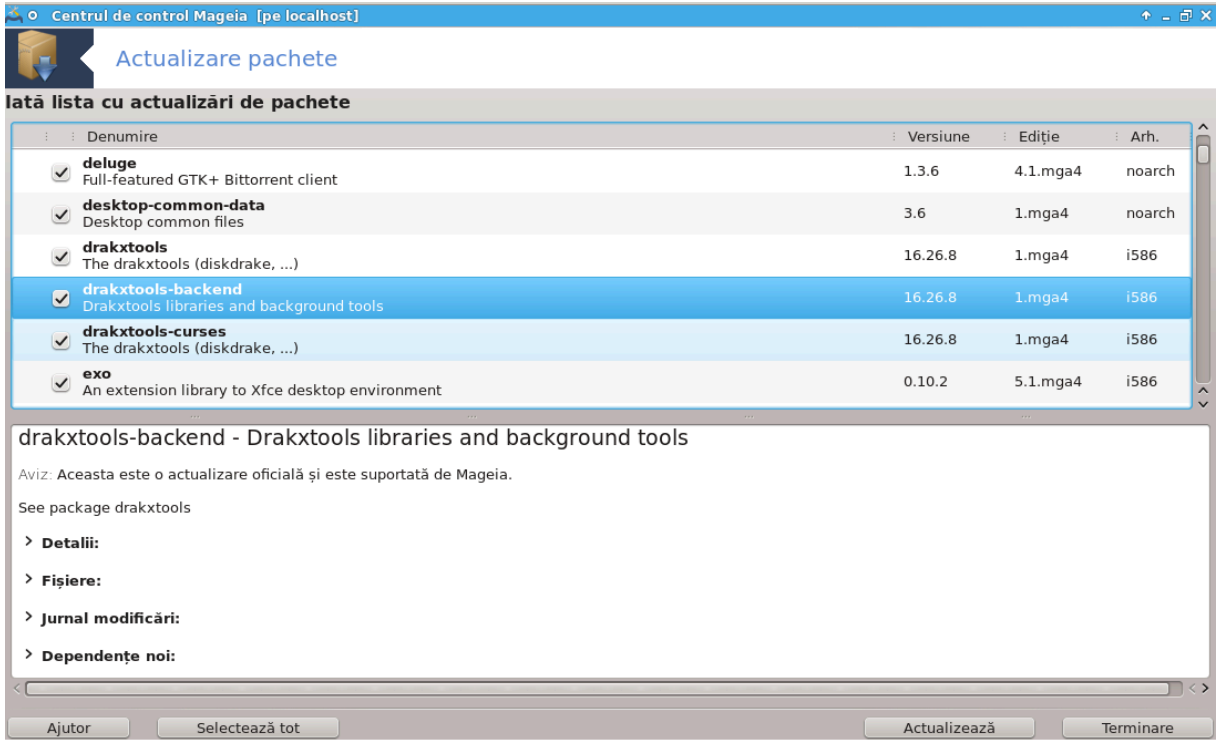 Centrul de control Mageia [pe localhost]
Actualizare pachete
Iată lista cu actualizări de pachete
Denumire Versiune Ediție Arh.
deluge
Full-featured GTK+ Bittorrent client
1.3.6 4.1.mga4 noarch
desktop-common-data
Desktop common files
3.6 1.mga4 noarch
drakxtools
The drakxtools (diskdrake, ...)
16.26.8 1.mga4 i586
drakxtools-backend
Drakxtools libraries and background tools
16.26.8 1.mga4 i586
drakxtools-curses
The drakxtools (diskdrake, ...)
16.26.8 1.mga4 i586
exo
An extension library to Xfce desktop environment
0.10.2 5.1.mga4 i586
drakxtools-backend - Drakxtools libraries and background tools
Aviz: Aceasta este o actualizare oficială și este suportată de Mageia.
See package drakxtools
Detalii:
Fișiere:
Jurnal modificări:
Dependențe noi:
Ajutor Selectează tot Actualizează Terminare